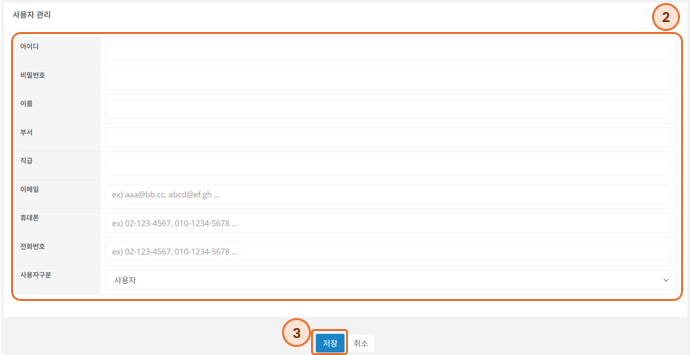 사용자 관리
2
아이디
비밀번호
이름
부서
직급
이메일 ex) aaa@bb.cc, abcd@ef.gh ...
휴대폰 ex) 02-123-4567, 010-1234-5678 ...
전화번호 ex) 02-123-4567, 010-1234-5678 ...
사용자구분 사용자
3 저장 취소